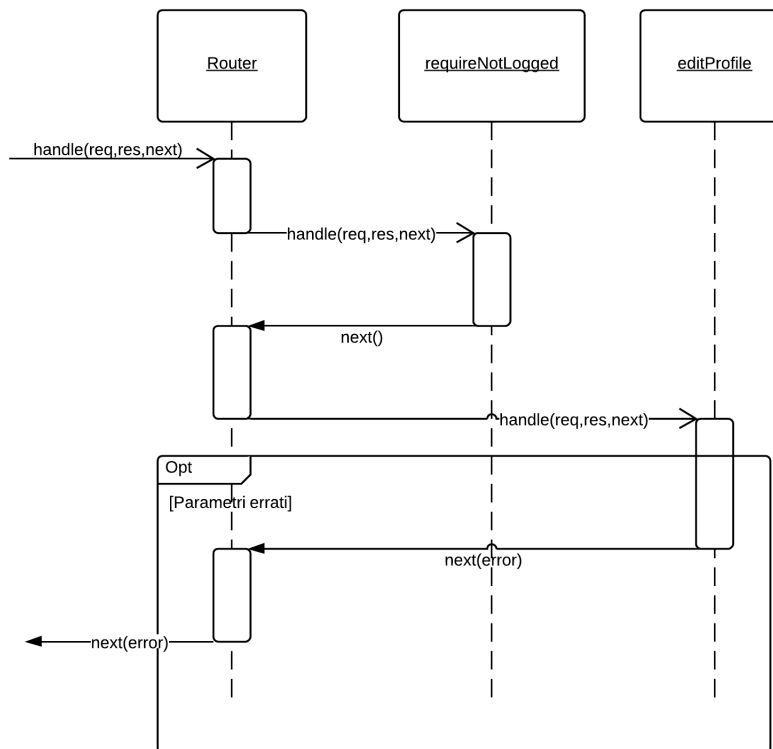 Router
requireNotLogged
editProfile
handle(req,res,next)
handle(req,res,next)
next()
handle(req,res,next)
Opt
[Parametri errati]
next(error)
next(error)